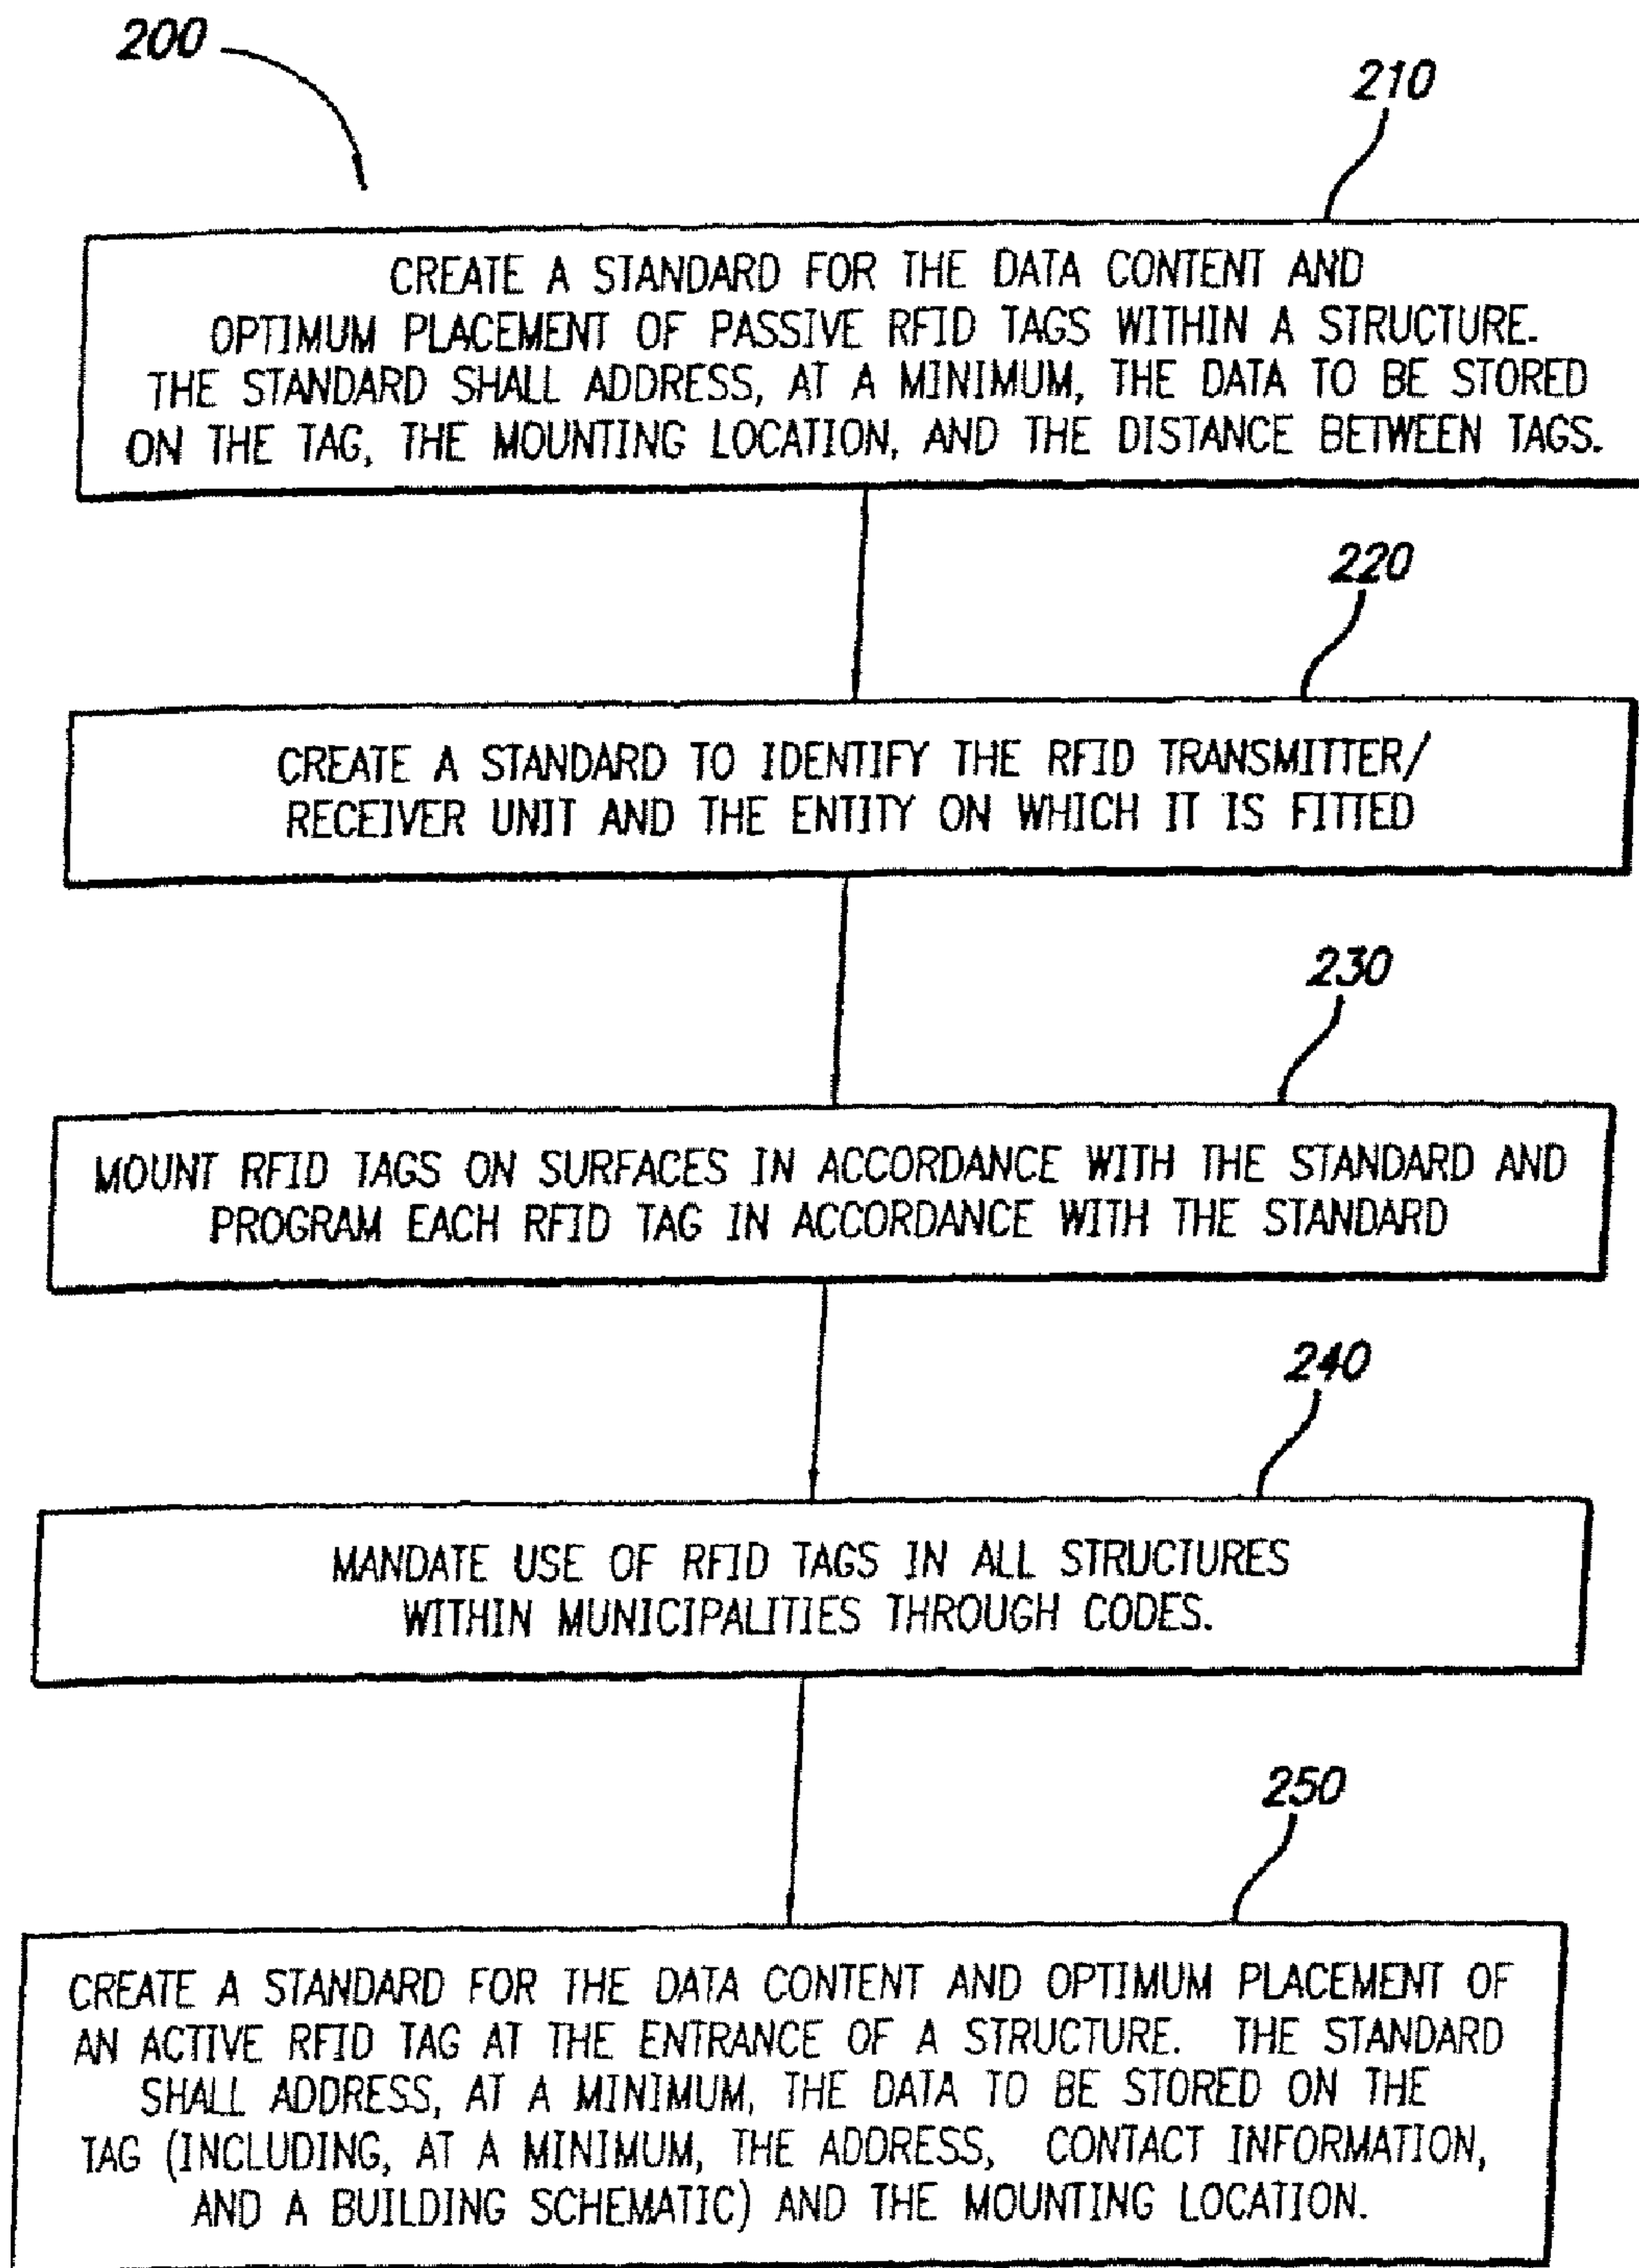 200
210
CREATE A STANDARD FOR THE DATA CONTENT AND
OPTIMUM PLACEMENT OF PASSIVE RFID TAGS WITHIN A STRUCTURE.
THE STANDARD SHALL ADDRESS, AT A MINIMUM, THE DATA TO BE STORED
ON THE TAG, THE MOUNTING LOCATION, AND THE DISTANCE BETWEEN TAGS.
220
CREATE A STANDARD TO IDENTIFY THE RFID TRANSMITTER/
RECEIVER UNIT AND THE ENTITY ON WHICH IT IS FITTED
230
MOUNT RFID TAGS ON SURFACES IN ACCORDANCE WITH THE STANDARD AND
PROGRAM EACH RFID TAG IN ACCORDANCE WITH THE STANDARD
240
MANDATE USE OF RFID TAGS IN ALL STRUCTURES
WITHIN MUNICIPALITIES THROUGH CODES.
250
CREATE A STANDARD FOR THE DATA CONTENT AND OPTIMUM PLACEMENT OF
AN ACTIVE RFID TAG AT THE ENTRANCE OF A STRUCTURE. THE STANDARD
SHALL ADDRESS, AT A MINIMUM, THE DATA TO BE STORED ON THE
TAG (INCLUDING, AT A MINIMUM, THE ADDRESS, CONTACT INFORMATION,
AND A BUILDING SCHEMATIC) AND THE MOUNTING LOCATION.